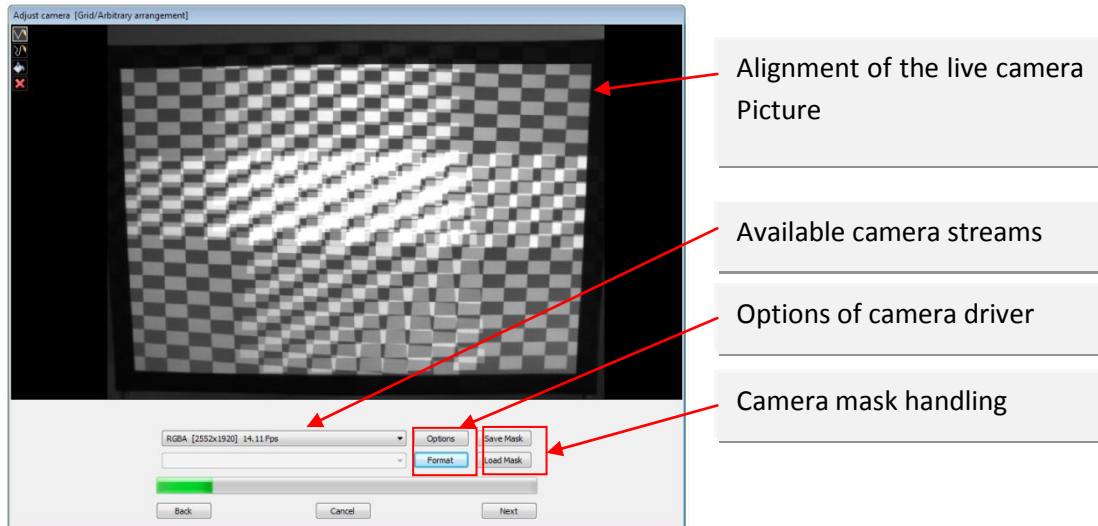 Adjust camera [Grid/Arbitrary arrangement]
Alignment of the live camera
Picture
Available camera streams
Options of camera driver
Camera mask handling
RGBA [2552x1920] 14.11 Fps
Options
Save Mask
Format
Load Mask
Back
Cancel
Next